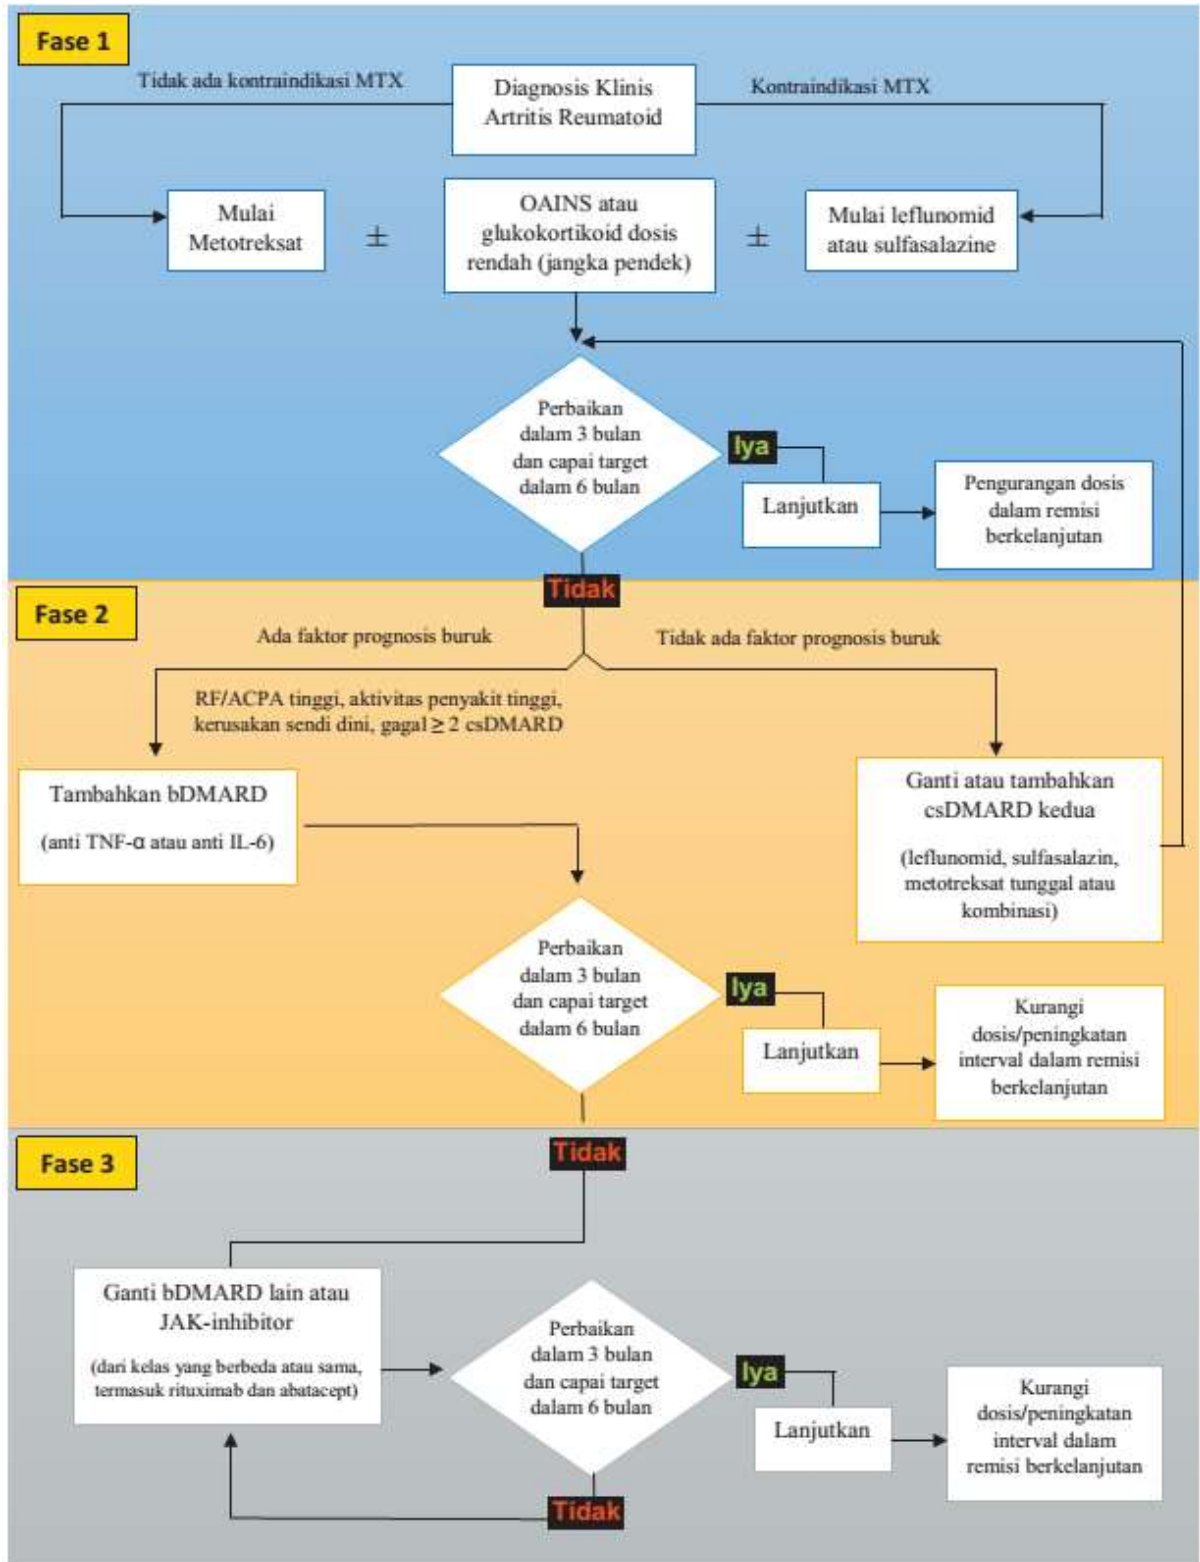 Fase 1
Tidak ada kontraindikasi MTX
Diagnosis Klinis
Artritis Reumatoid
Kontraindikasi MTX
Mulai
Metotreksat
±
OAINS atau
glukokortikoid dosis
rendah (jangka pendek)
±
Mulai leflunomid
atau sulfasalazine
Perbaikan
dalam 3 bulan
dan capai target
dalam 6 bulan
Iya
Lanjutkan
Pengurangan dosis
dalam remisi
berkelanjutan
Tidak
Fase 2
Ada faktor prognosis buruk
Tidak ada faktor prognosis buruk
RF/ACPA tinggi, aktivitas penyakit tinggi,
kerusakan sendi dini, gagal ≥ 2 csDMARD
Tambahkan bDMARD
(anti TNF-α atau anti IL-6)
Ganti atau tambahkan
csDMARD kedua
(leflunomid, sulfasalazin,
metotreksat tunggal atau
kombinasi)
Perbaikan
dalam 3 bulan
dan capai target
dalam 6 bulan
Iya
Lanjutkan
Kurangi
dosis/peningkatan
interval dalam remisi
berkelanjutan
Tidak
Fase 3
Ganti bDMARD lain atau
JAK-inhibitor
(dari kelas yang berbeda atau sama,
termasuk rituximab dan abatacept)
Perbaikan
dalam 3 bulan
dan capai target
dalam 6 bulan
Iya
Lanjutkan
Kurangi
dosis/peningkatan
interval dalam
remisi berkelanjutan
Tidak